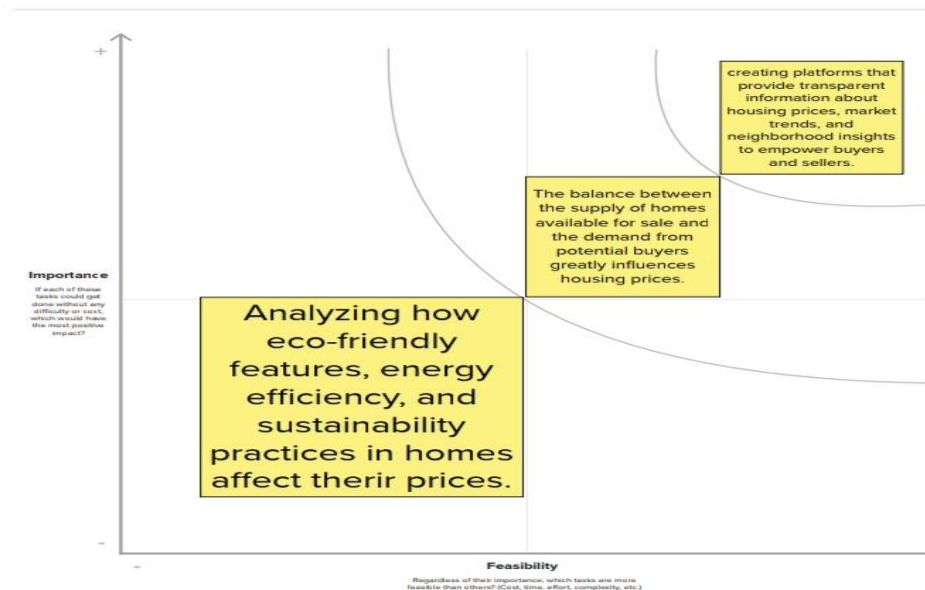 +
creating platforms that
provide transparent
information about
housing prices, market
trends, and
neighborhood insights
to empower buyers
and sellers.
The balance between
the supply of homes
available for sale and
the demand from
potential buyers
greatly influences
housing prices.
Importance
If each of these
tasks could get
done without any
difficulty or cost,
which would have
the most positive
impact?
Analyzing how
eco-friendly
features, energy
efficiency, and
sustainability
practices in homes
affect therir prices.
-
-
Feasibility
Regardless of their importance, which tasks are more
feasible than others? (Cost, time, effort, complexity, etc.)